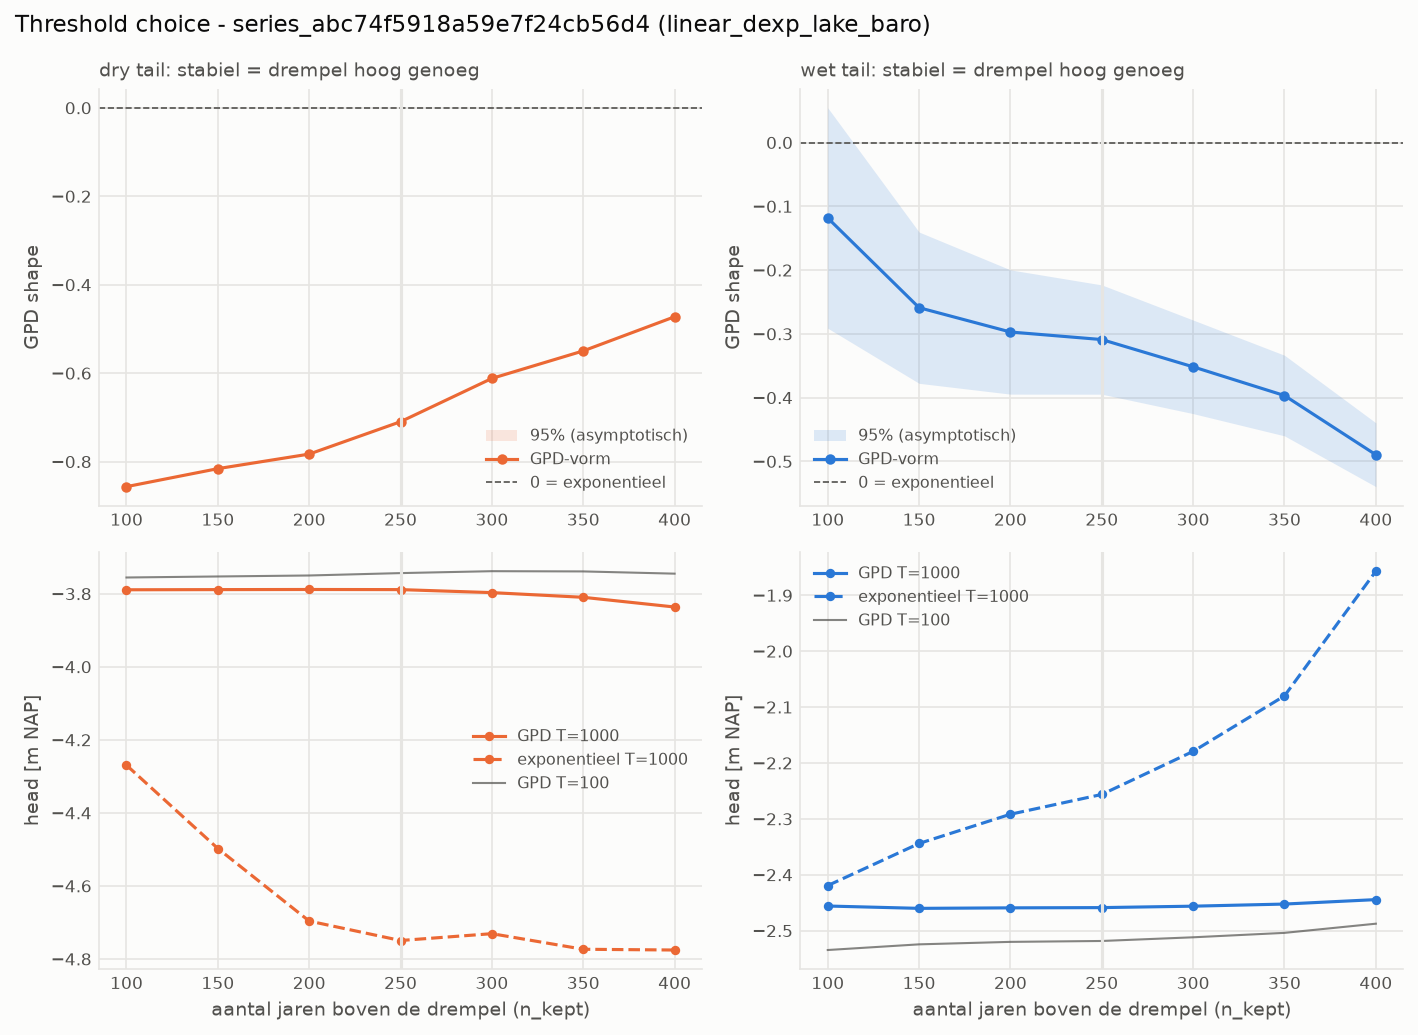 Threshold choice - series_abc74f5918a59e7f24cb56d4 (linear_dexp_lake_baro)
dry tail: stabiel = drempel hoog genoeg
0.0
−0.2
−0.4
−0.6
−0.8
GPD shape
95% (asymptotisch)
GPD-vorm
0 = exponentieel
100 150 200 250 300 350 400
wet tail: stabiel = drempel hoog genoeg
0.0
−0.1
−0.2
−0.3
−0.4
−0.5
GPD shape
95% (asymptotisch)
GPD-vorm
0 = exponentieel
100 150 200 250 300 350 400
−3.8
−4.0
−4.2
−4.4
−4.6
−4.8
head [m NAP]
GPD T=1000
exponentieel T=1000
GPD T=100
100 150 200 250 300 350 400
aantal jaren boven de drempel (n_kept)
GPD T=1000
exponentieel T=1000
GPD T=100
−1.9
−2.0
−2.1
−2.2
−2.3
−2.4
−2.5
head [m NAP]
100 150 200 250 300 350 400
aantal jaren boven de drempel (n_kept)